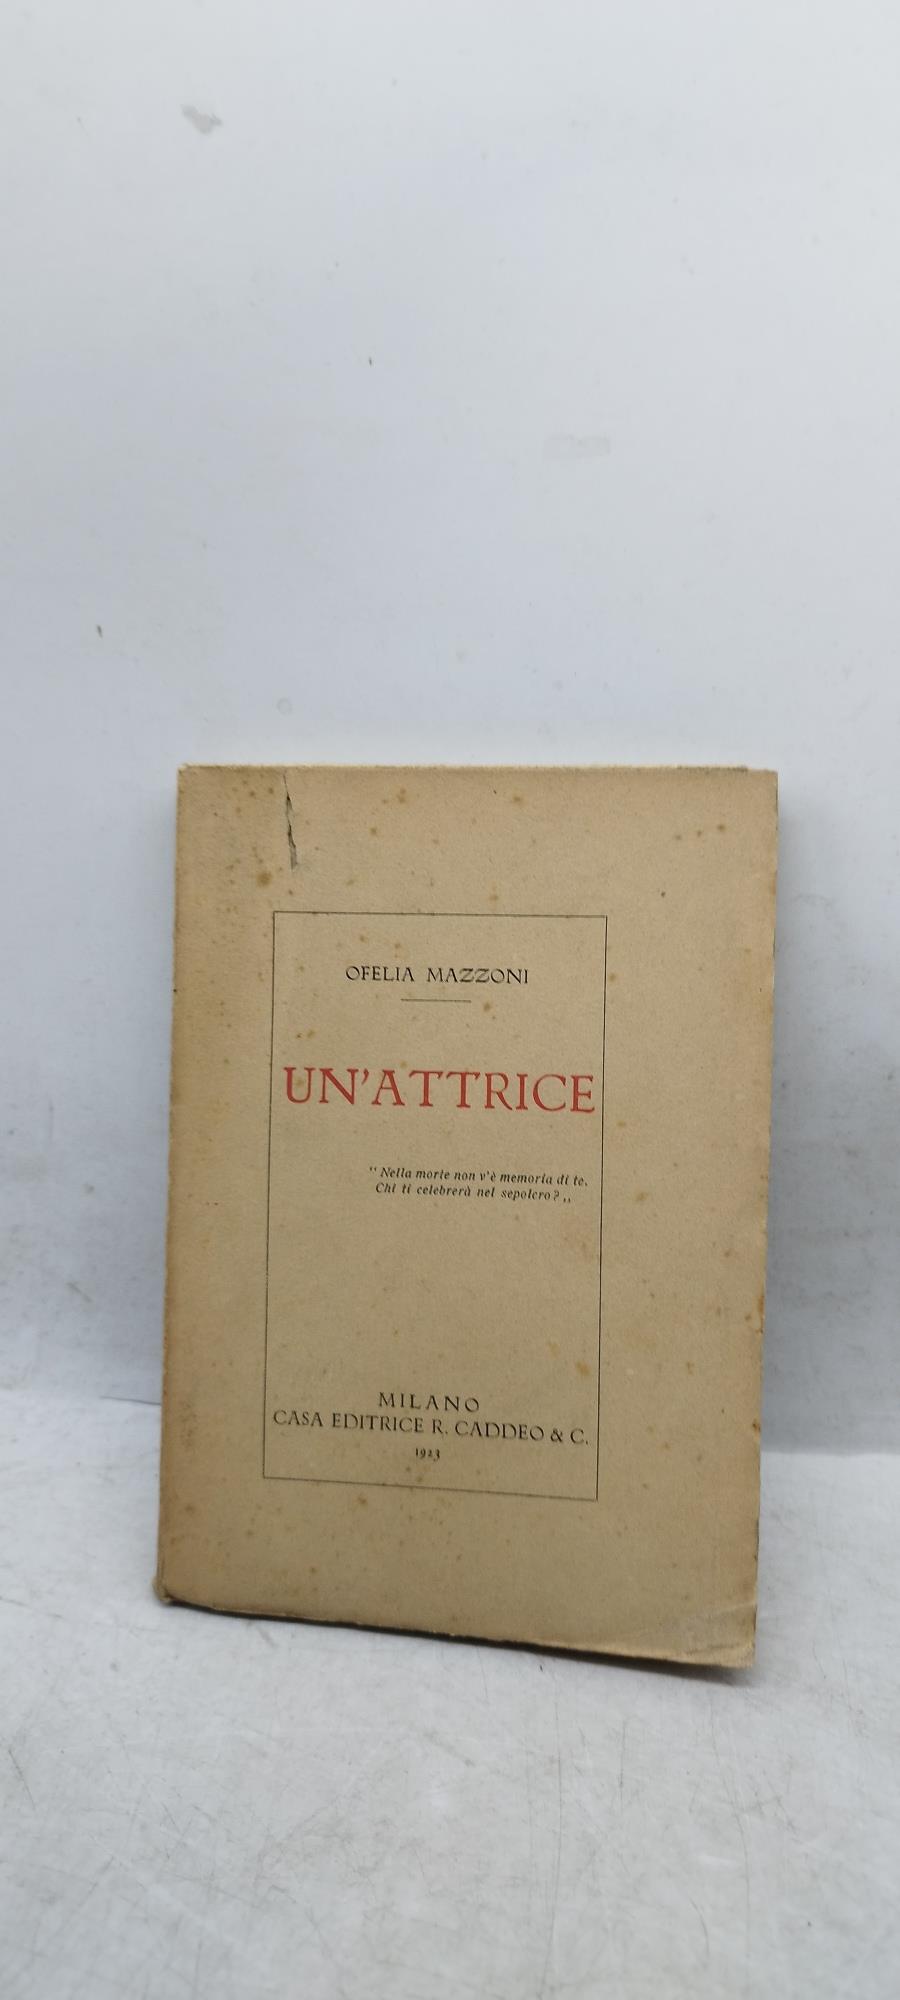 OFELIA MAZZONI
UN'ATTRICE
“ Nella morte non v'è memoria di te.
Chi ti celebrerà nel sepolcro? „
MILANO
CASA EDITRICE R. CADDEO & C.
1923